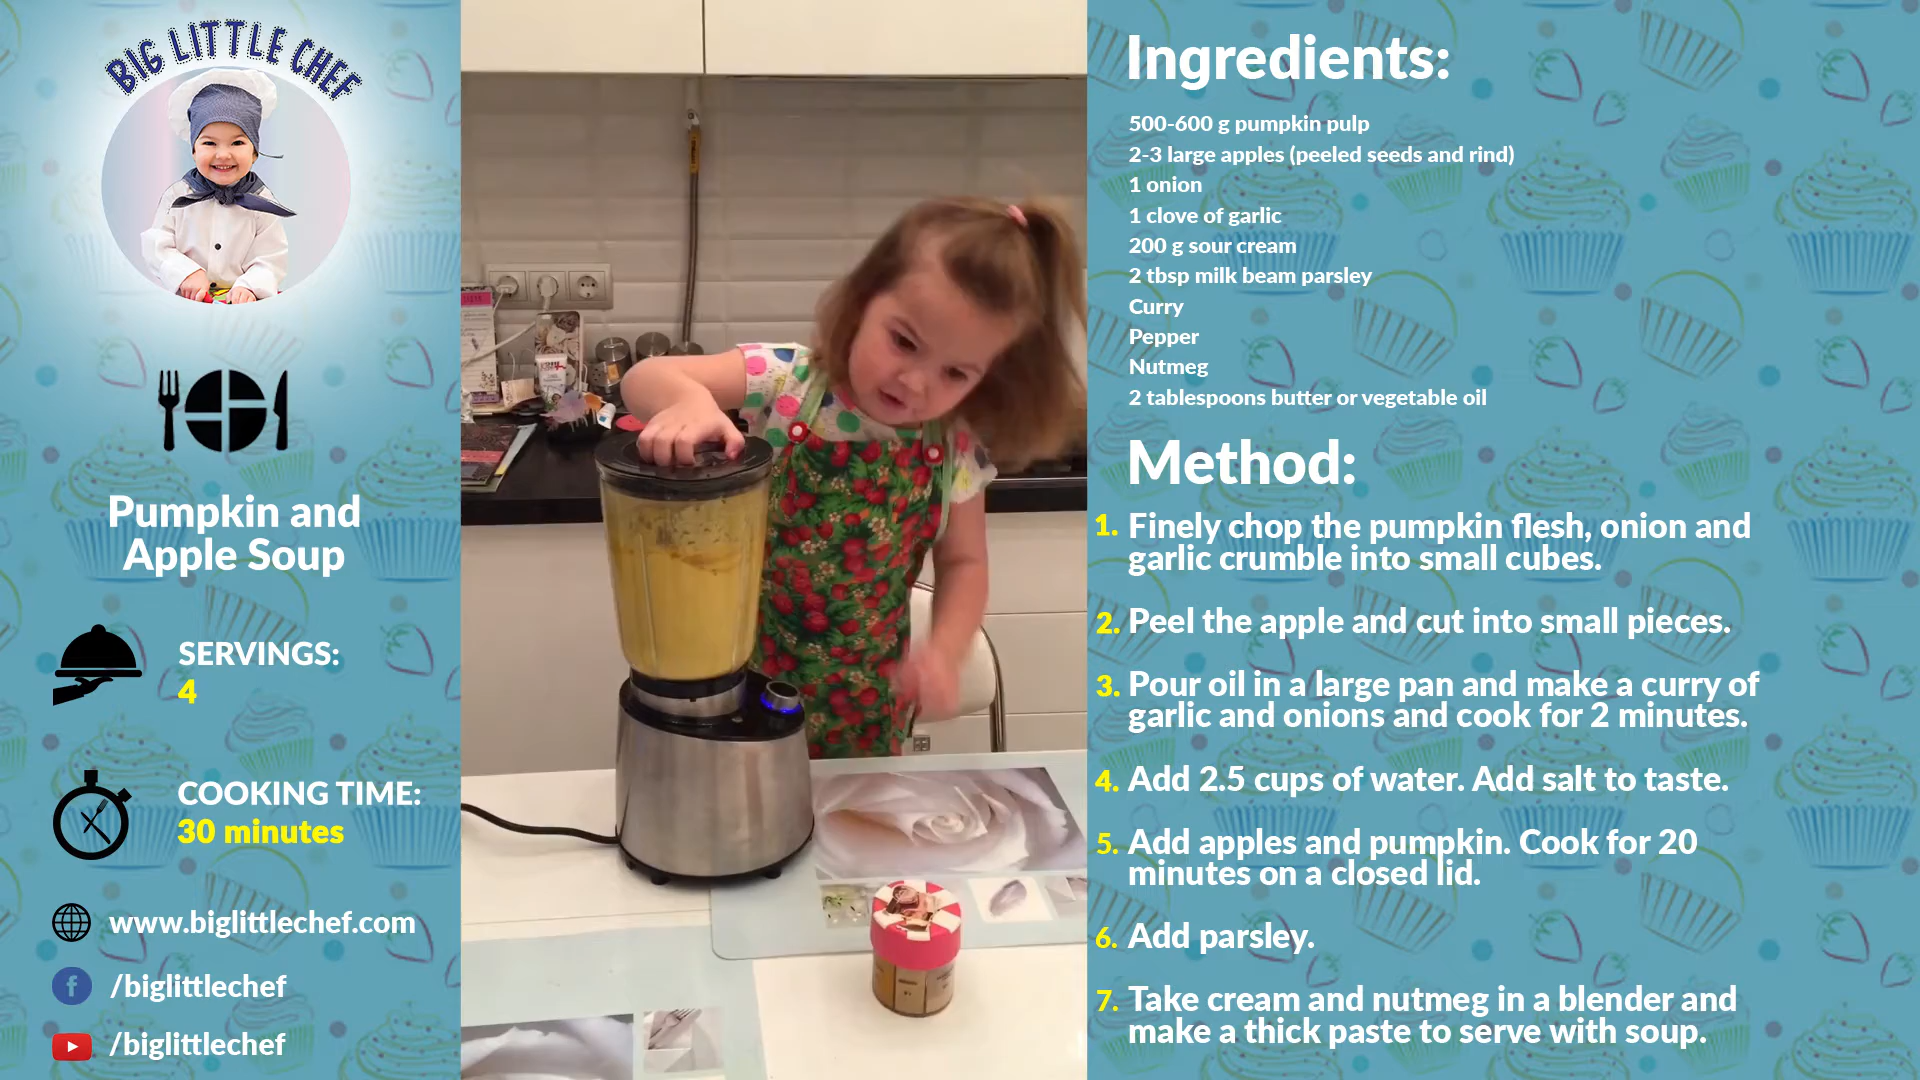 BIG LITTLE CHEF
Pumpkin and
Apple Soup
SERVINGS:
4
COOKING TIME:
30 minutes
www.biglittlechef.com
/biglittlechef
/biglittlechef
Ingredients:
500-600 g pumpkin pulp
2-3 large apples (peeled seeds and rind)
1 onion
1 clove of garlic
200 g sour cream
2 tbsp milk beam parsley
Curry
Pepper
Nutmeg
2 tablespoons butter or vegetable oil
Method:
1. Finely chop the pumpkin flesh, onion and
garlic crumble into small cubes.
2. Peel the apple and cut into small pieces.
3. Pour oil in a large pan and make a curry of
garlic and onions and cook for 2 minutes.
4. Add 2.5 cups of water. Add salt to taste.
5. Add apples and pumpkin. Cook for 20
minutes on a closed lid.
6. Add parsley.
7. Take cream and nutmeg in a blender and
make a thick paste to serve with soup.